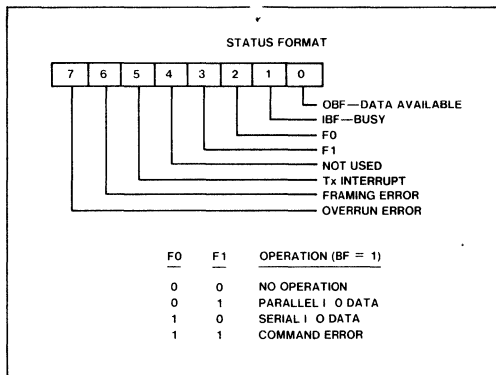 STATUS FORMAT
7 6 5 4 3 2 1 0
OBF—DATA AVAILABLE
IBF—BUSY
F0
F1
NOT USED
Tx INTERRUPT
FRAMING ERROR
OVERRUN ERROR
F0 F1 OPERATION (BF = 1)
0 0 NO OPERATION
0 1 PARALLEL I O DATA
1 0 SERIAL I O DATA
1 1 COMMAND ERROR